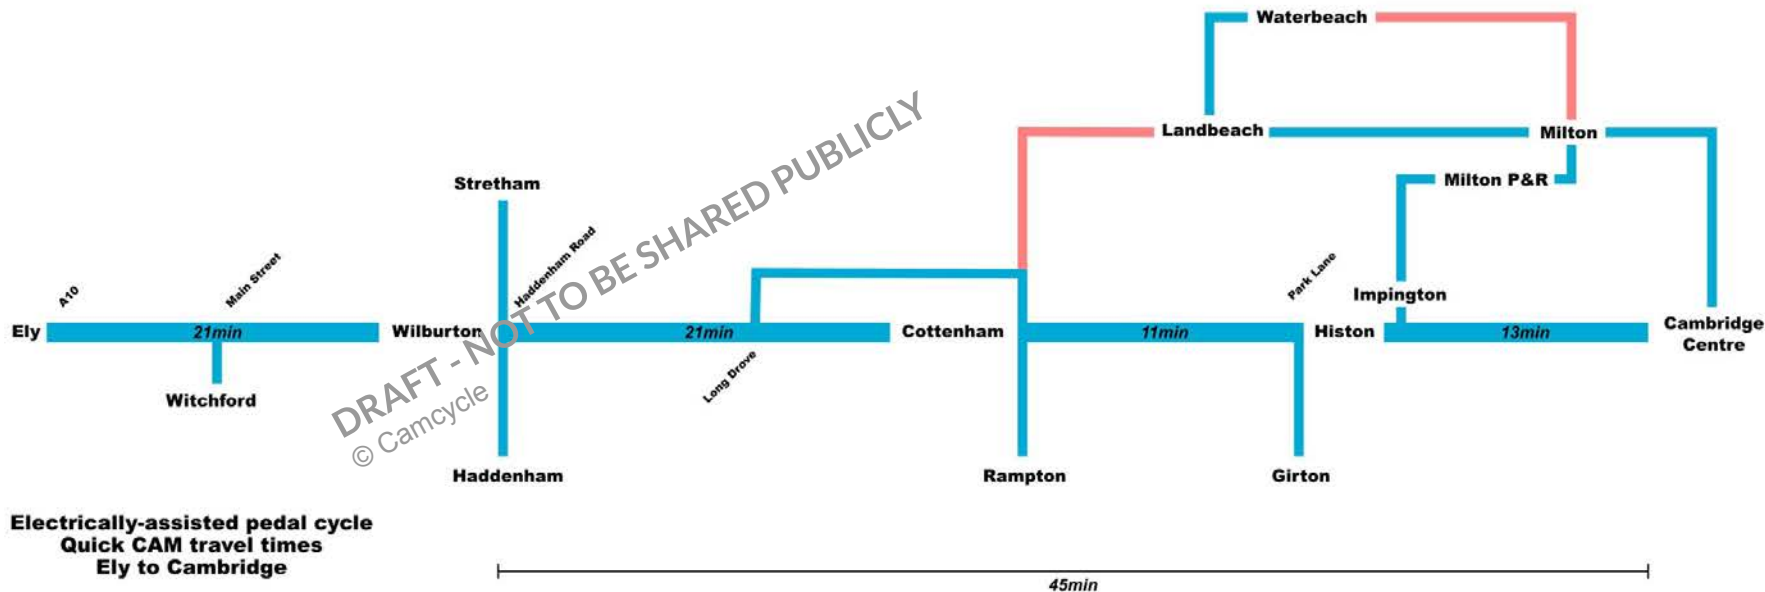 Waterbeach
Landbeach
Milton
Milton P&R
Stretham
Haddenham Road
A10
Main Street
Park Lane
Impington
Ely
21min
Wilburton
21min
Cottenham
11min
Histon
13min
Cambridge
Centre
Long Drove
Witchford
Haddenham
Rampton
Girton
DRAFT - NOT TO BE SHARED PUBLICLY
© Camcycle
Electrically-assisted pedal cycle
Quick CAM travel times
Ely to Cambridge
45min